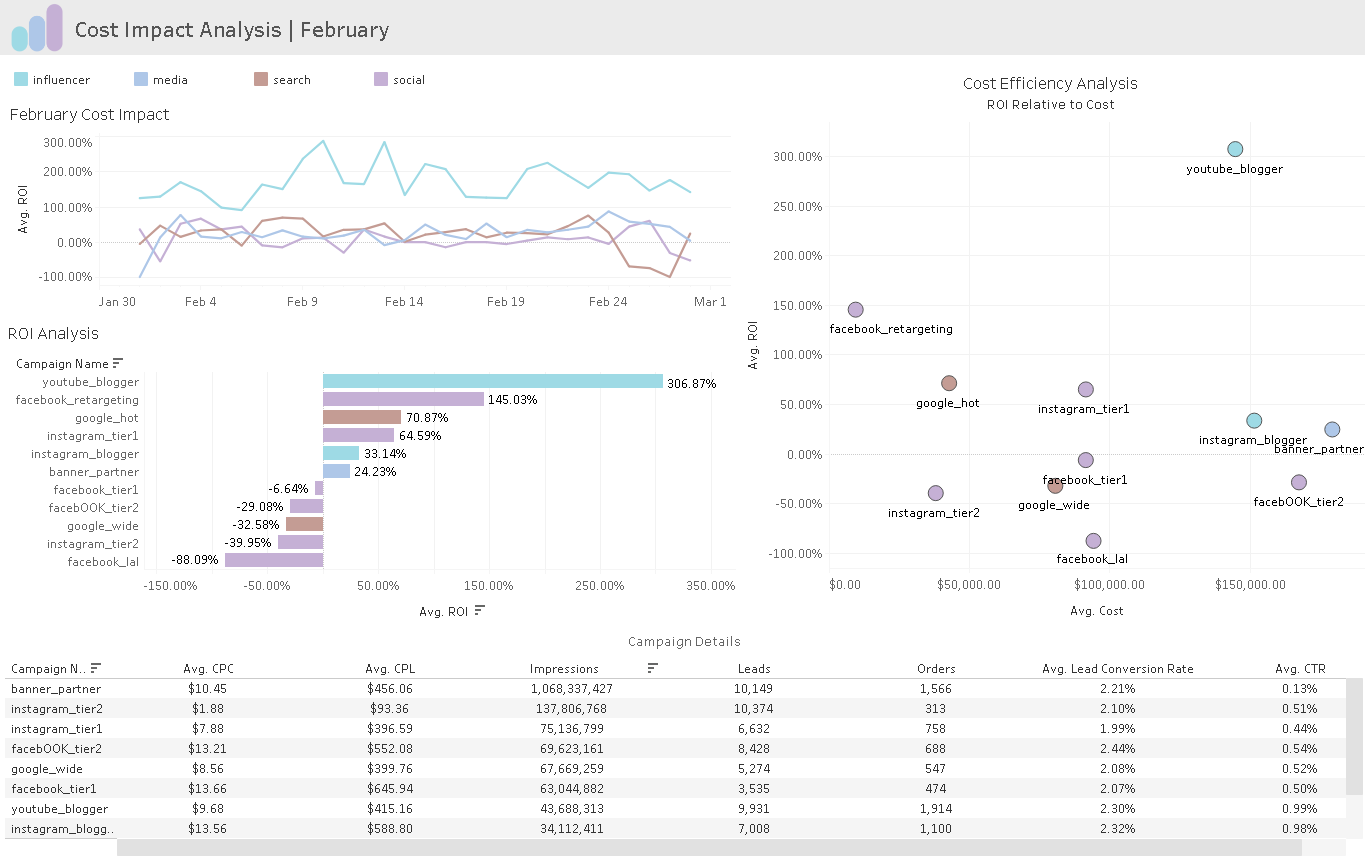 Cost Impact Analysis | February
influencer media search social
February Cost Impact
Avg. ROI
300.00%
200.00%
100.00%
0.00%
-100.00%
Jan 30 Feb 4 Feb 9 Feb 14 Feb 19 Feb 24 Mar 1
ROI Analysis
Campaign Name
youtube_blogger 306.87%
facebook_retargeting 145.03%
google_hot 70.87%
instagram_tier1 64.59%
instagram_blogger 33.14%
banner_partner 24.23%
facebook_tier1 -6.64%
facebOOK_tier2 -29.08%
google_wide -32.58%
instagram_tier2 -39.95%
facebook_lal -88.09%
-150.00% -50.00% 50.00% 150.00% 250.00% 350.00%
Avg. ROI
Cost Efficiency Analysis
ROI Relative to Cost
Avg. ROI
300.00%
250.00%
200.00%
150.00%
100.00%
50.00%
0.00%
-50.00%
-100.00%
youtube_blogger
facebook_retargeting
google_hot
instagram_tier1
instagram_blogger
banner_partner
facebook_tier1
google_wide
facebOOK_tier2
instagram_tier2
facebook_lal
$0.00 $50,000.00 $100,000.00 $150,000.00
Avg. Cost
Campaign Details
Campaign N.. Avg. CPC Avg. CPL Impressions Leads Orders Avg. Lead Conversion Rate Avg. CTR
banner_partner $10.45 $456.06 1,068,337,427 10,149 1,566 2.21% 0.13%
instagram_tier2 $1.88 $93.36 137,806,768 10,374 313 2.10% 0.51%
instagram_tier1 $7.88 $396.59 75,136,799 6,632 758 1.99% 0.44%
facebOOK_tier2 $13.21 $552.08 69,623,161 8,428 688 2.44% 0.54%
google_wide $8.56 $399.76 67,669,259 5,274 547 2.08% 0.52%
facebook_tier1 $13.66 $645.94 63,044,882 3,535 474 2.07% 0.50%
youtube_blogger $9.68 $415.16 43,688,313 9,931 1,914 2.30% 0.99%
instagram_blogg.. $13.56 $588.80 34,112,411 7,008 1,100 2.32% 0.98%